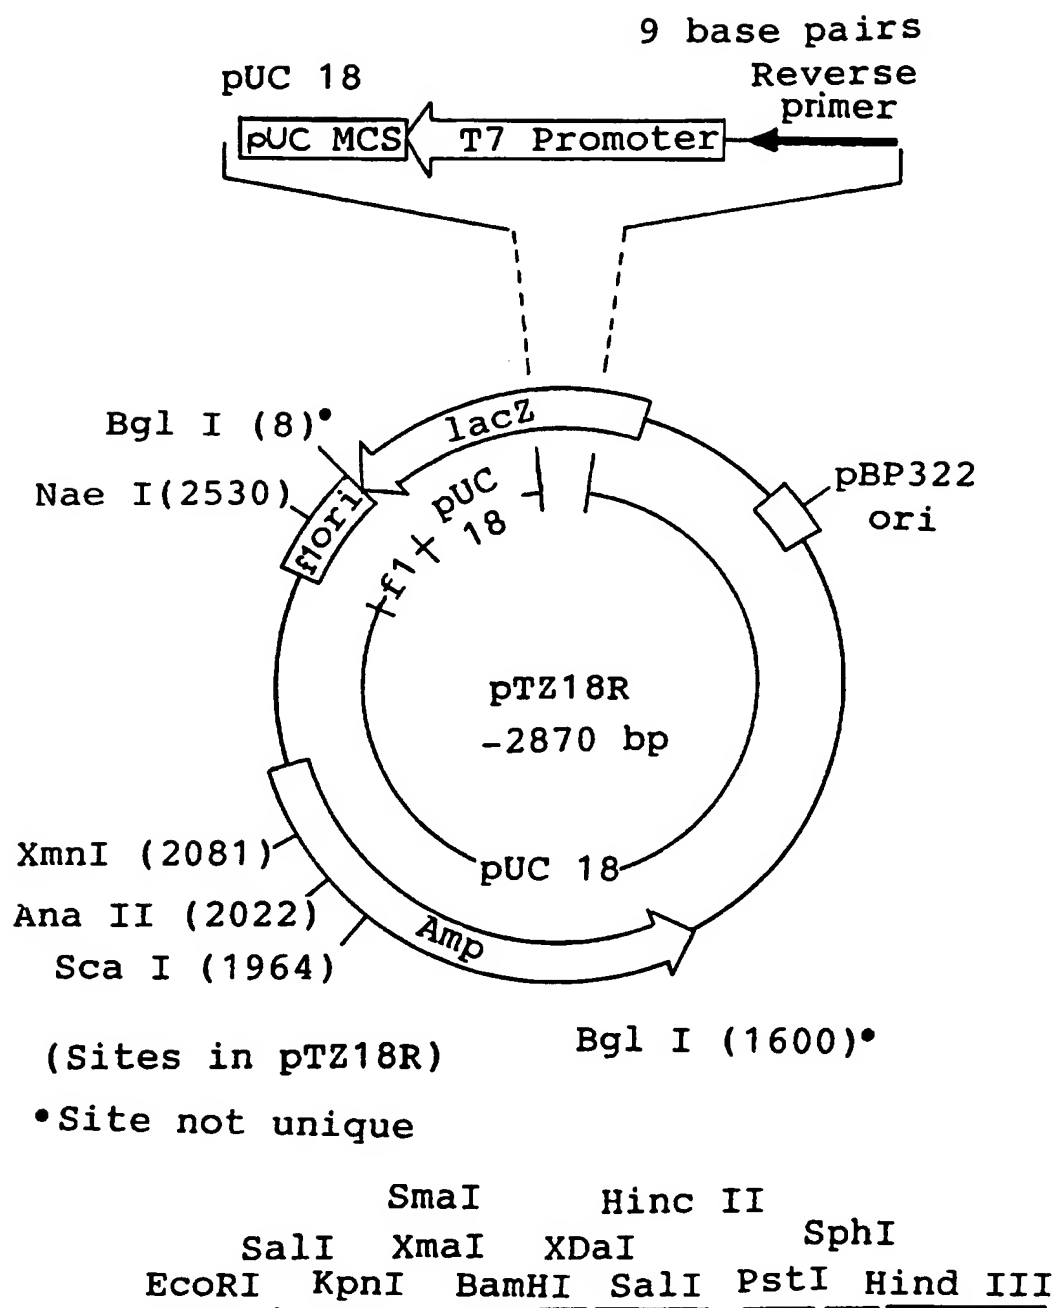 9 base pairs
pUC 18
Reverse
primer
pUC MCS
T7 Promoter
lacZ
Bgl I (8)•
Nae I(2530)
f1ori
pUC
18
f1
pBP322
ori
pTZ18R
-2870 bp
pUC 18
XmnI (2081)
Ana II (2022)
Sca I (1964)
Amp
Bgl I (1600)•
(Sites in pTZ18R)
•Site not unique
SmaI Hinc II
SalI XmaI XDaI SphI
EcoRI KpnI BamHI SalI PstI Hind III